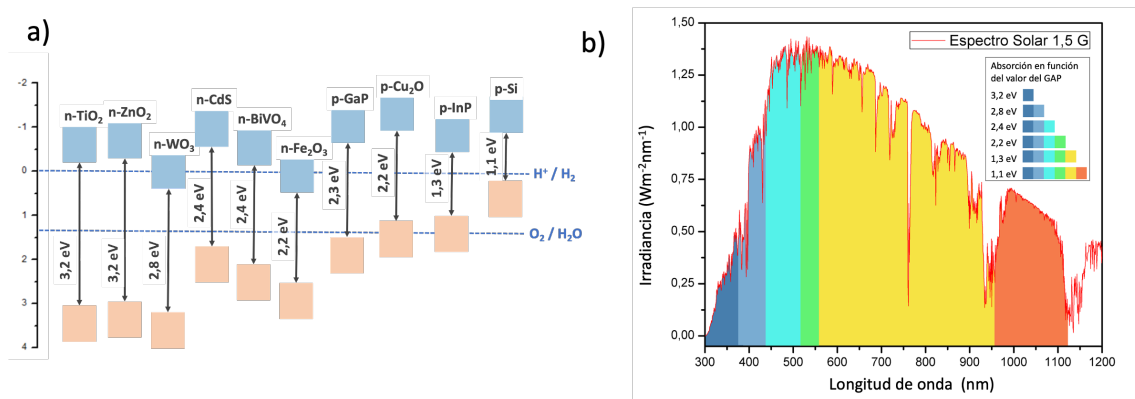 a)
-2
-1
0
1
2
3
4
n-TiO2
n-ZnO2
n-WO3
n-CdS
n-BiVO4
n-Fe2O3
p-GaP
p-Cu2O
p-InP
p-Si
3,2 eV
3,2 eV
2,8 eV
2,4 eV
2,4 eV
2,2 eV
2,3 eV
2,2 eV
1,3 eV
1,1 eV
H+ / H2
O2 / H2O
b)
Irradiancia (Wm-2nm-1)
1,50
1,25
1,00
0,75
0,50
0,25
0,00
Espectro Solar 1,5 G
Absorción en función
del valor del GAP
3,2 eV
2,8 eV
2,4 eV
2,2 eV
1,3 eV
1,1 eV
300 400 500 600 700 800 900 1000 1100 1200
Longitud de onda (nm)